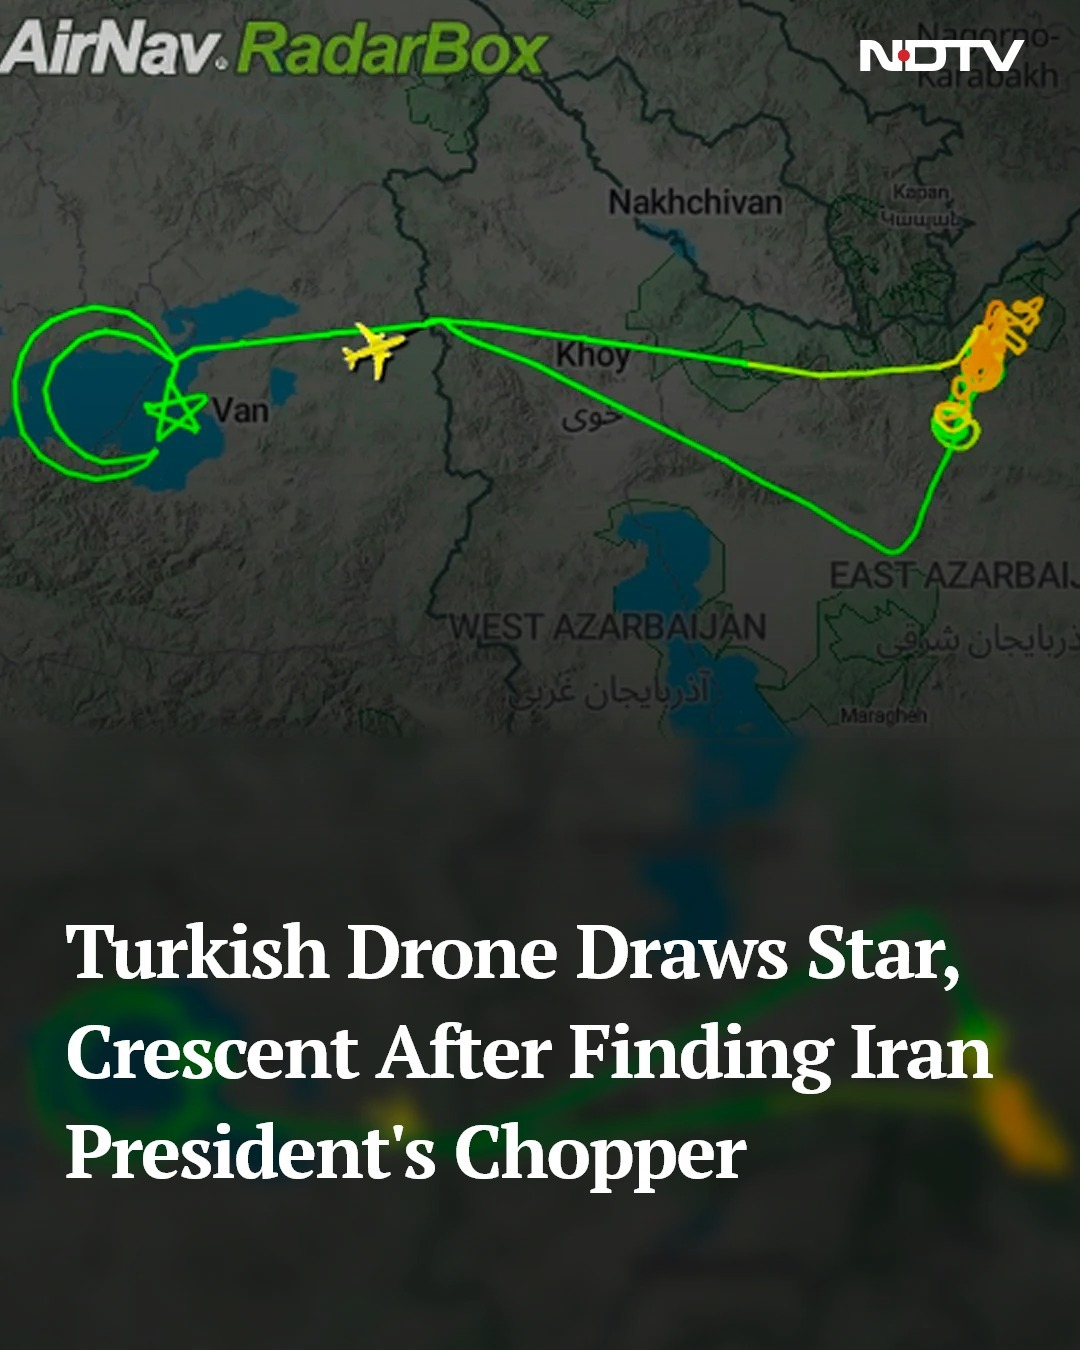 AirNav RadarBox
NDTV
Nagorno-
Karabakh
Nakhchivan
Kapan
Կապան
Khoy
خوی
Van
EAST AZARBAIJ
آذربایجان شرقی
WEST AZARBAIJAN
آذربایجان غربی
Maragheh
Turkish Drone Draws Star,
Crescent After Finding Iran
President's Chopper